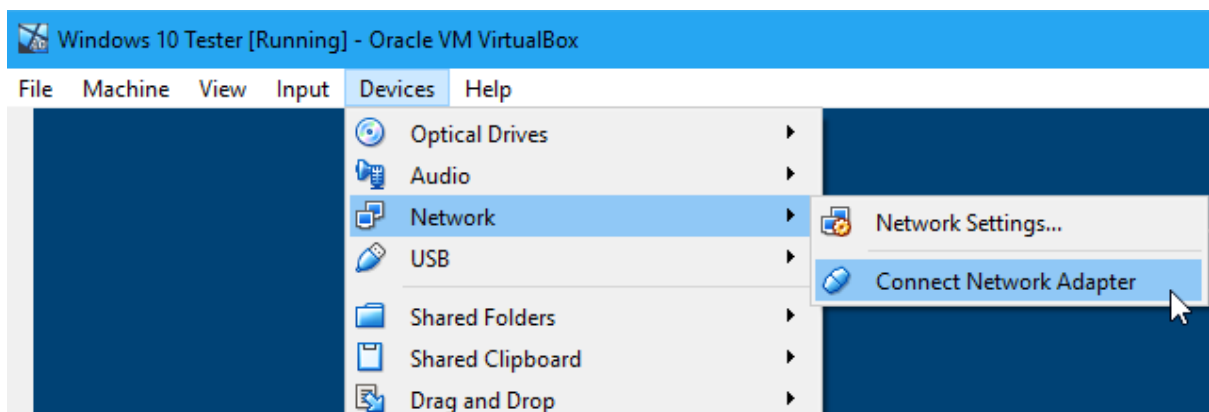 Windows 10 Tester [Running] - Oracle VM VirtualBox
File Machine View Input Devices Help
Optical Drives
Audio
Network
USB
Shared Folders
Shared Clipboard
Drag and Drop
Network Settings...
Connect Network Adapter